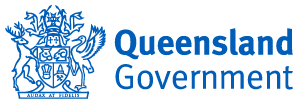 Queensland
Government
AUDAX AT FIDELIS